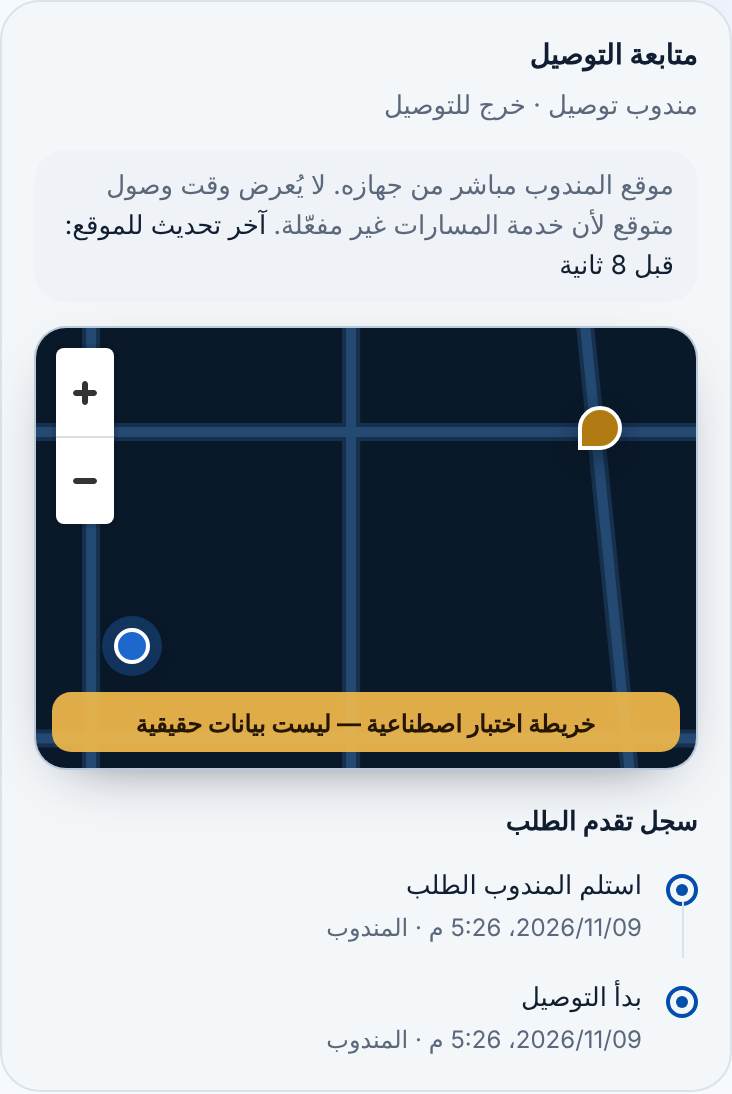 متابعة التوصيل
مندوب توصيل · خرج للتوصيل
موقع المندوب مباشر من جهازه. لا يُعرض وقت وصول
متوقع لأن خدمة المسارات غير مفعّلة. آخر تحديث للموقع:
قبل 8 ثانية
+
−
خريطة اختبار اصطناعية — ليست بيانات حقيقية
سجل تقدم الطلب
استلم المندوب الطلب
2026/11/09، 5:26 م · المندوب
بدأ التوصيل
2026/11/09، 5:26 م · المندوب